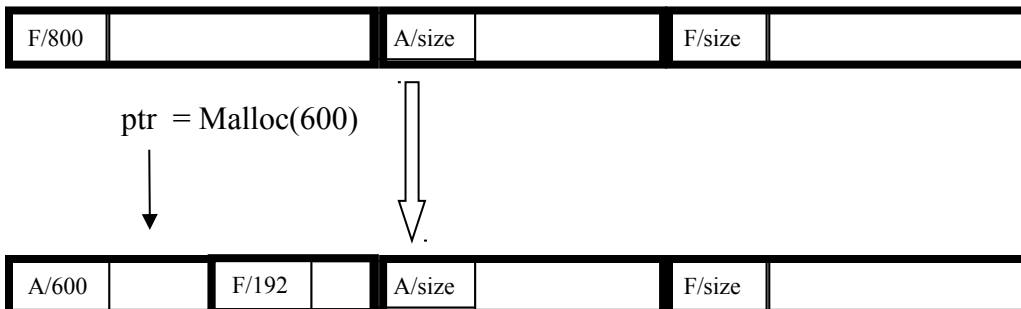 F/800 A/size F/size
ptr = Malloc(600)
A/600 F/192 A/size F/size